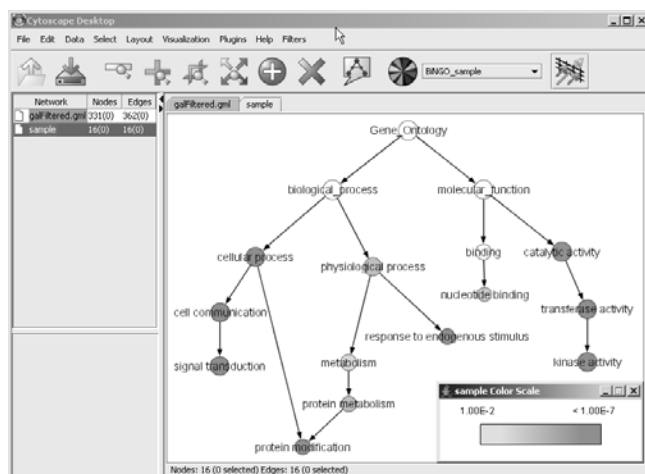 Cytoscape Desktop
File Edit Data Select Layout Visualization Plugins Help Filters
BiNGO_sample
Network Nodes Edges
galFiltered.gml 331(0) 362(0)
sample 16(0) 16(0)
galFiltered.gml sample
Gene_Ontology
biological_process molecular_function
cellular process physiological process binding catalytic activity
nucleotide binding
cell communication transferase activity
response to endogenous stimulus
signal transduction metabolism kinase activity
protein metabolism
protein modification
sample Color Scale
1.00E-2 < 1.00E-7
Nodes: 16 (0 selected) Edges: 16 (0 selected)